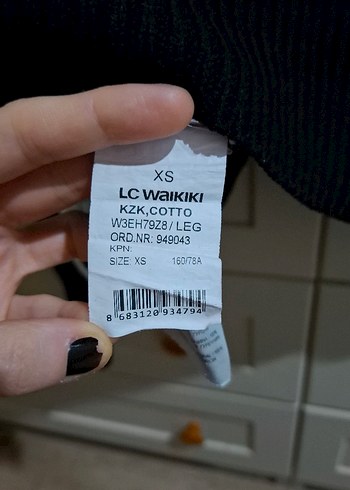 XS
LC WAIKIKI
KZK,COTTO
W3EH79Z8 / LEG
ORD.NR: 949043
KPN:
SIZE: XS 160/78A
8 683120 934794